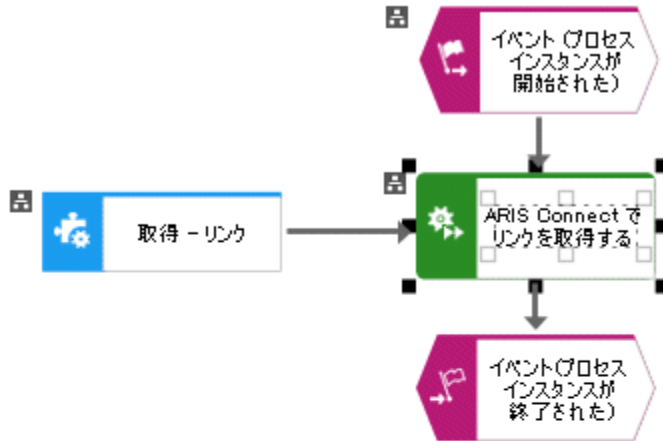 イベント (プロセス
インスタンスが
開始された)
取得 －リンク
ARIS Connect で
リンクを取得する
イベント(プロセス
インスタンスが
終了された)